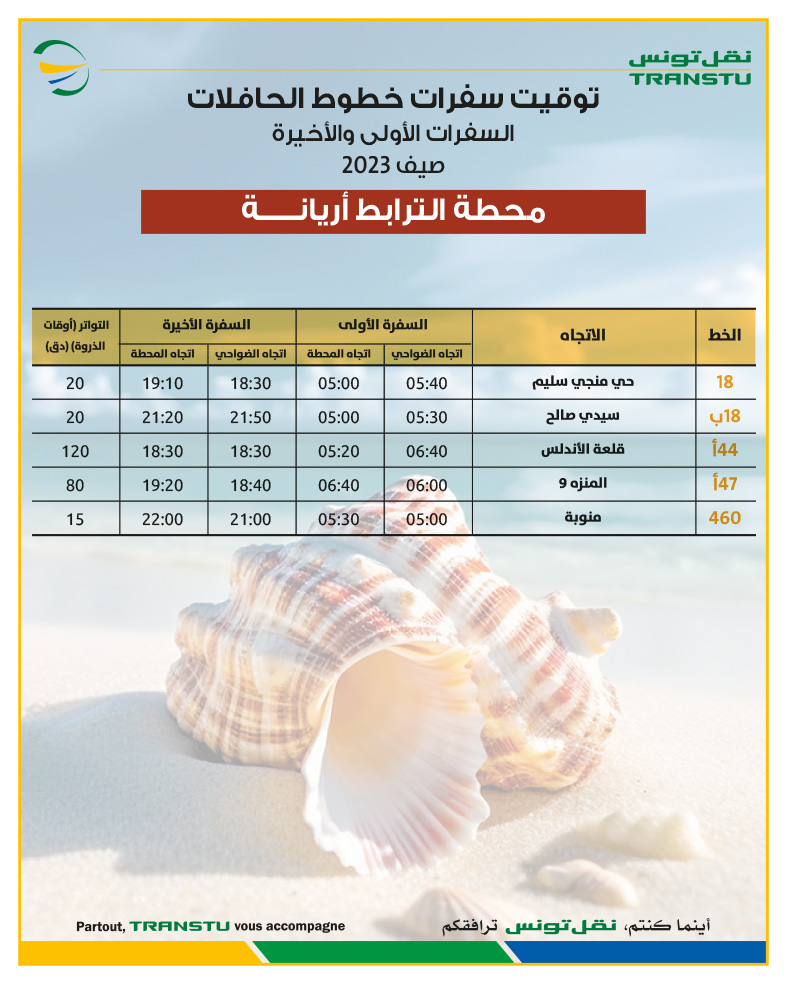 نقل تونس
TRANSTU
توقيت سفرات خطوط الحافلات
السفرات الأولى والأخيرة
صيف 2023
محطة الترابط أريانـــــة
الخط الاتجاه السفرة الأولى السفرة الأخيرة التواتر (أوقات الذروة) (دق)
اتجاه الضواحي اتجاه المحطة اتجاه الضواحي اتجاه المحطة
18 حي منجي سليم 05:40 05:00 18:30 19:10 20
18ب سيدي صالح 05:30 05:00 21:50 21:20 20
44أ قلعة الأندلس 06:40 05:20 18:30 18:30 120
47أ المنزه 9 06:00 06:40 18:40 19:20 80
460 منوبة 05:00 05:30 21:00 22:00 15
أينما كنتم، نقل تونس ترافقكم
Partout, TRANSTU vous accompagne